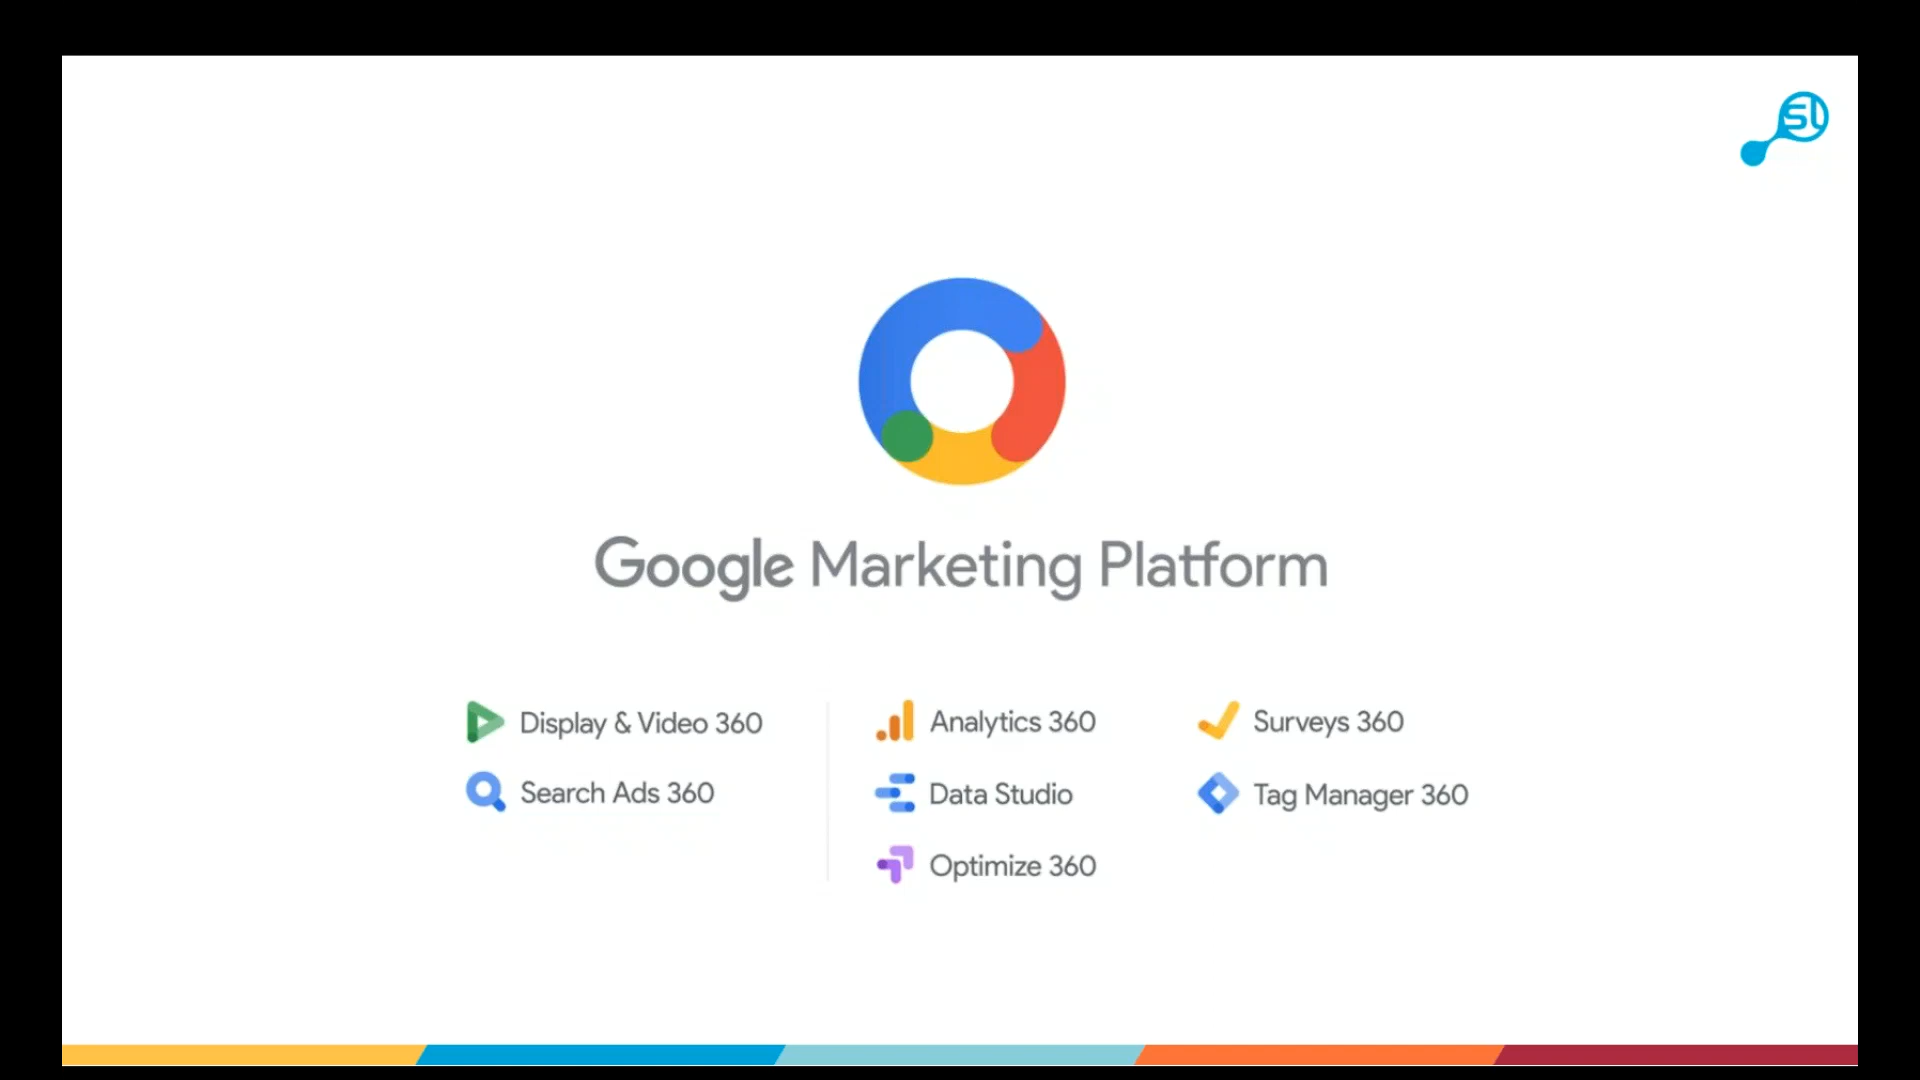 SL
Google Marketing Platform
Display & Video 360
Search Ads 360
Analytics 360
Data Studio
Optimize 360
Surveys 360
Tag Manager 360